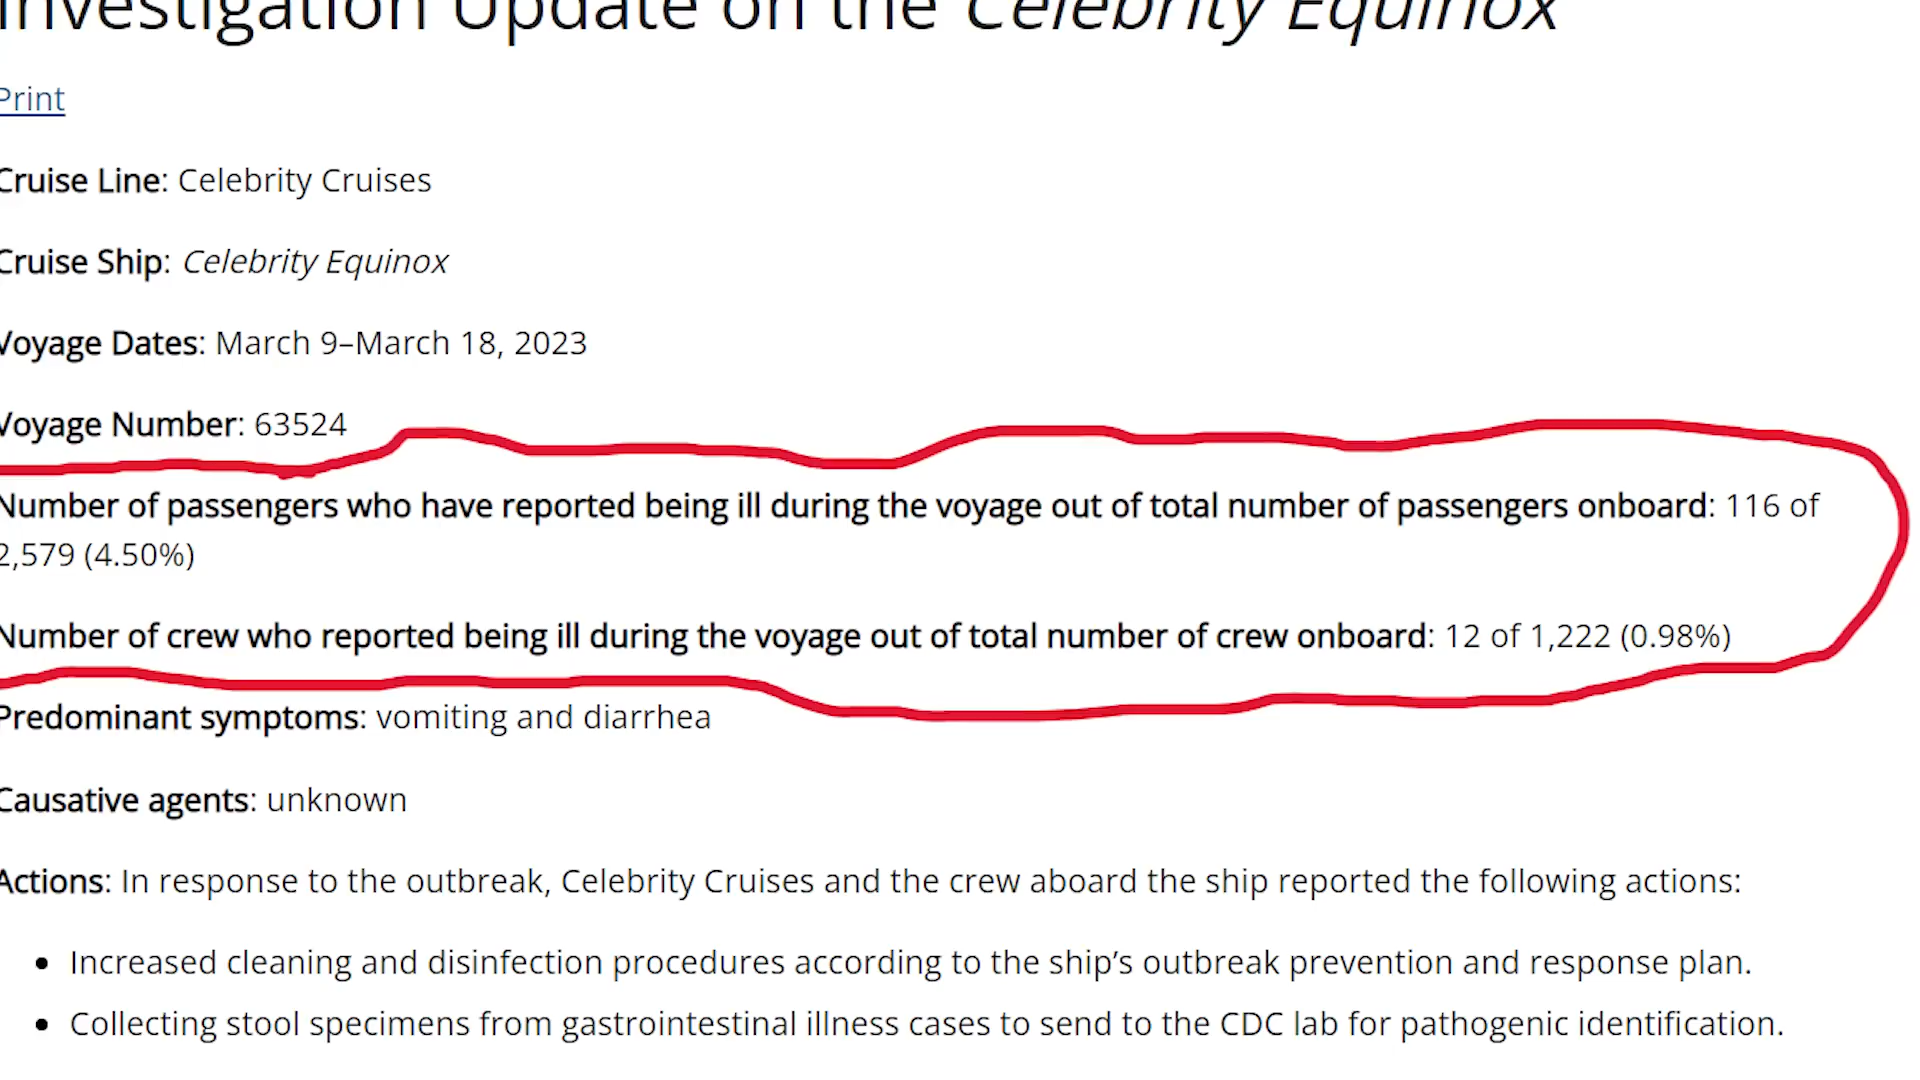 Investigation Update on the Celebrity Equinox
Print
Cruise Line: Celebrity Cruises
Cruise Ship: Celebrity Equinox
Voyage Dates: March 9–March 18, 2023
Voyage Number: 63524
Number of passengers who have reported being ill during the voyage out of total number of passengers onboard: 116 of
2,579 (4.50%)
Number of crew who reported being ill during the voyage out of total number of crew onboard: 12 of 1,222 (0.98%)
Predominant symptoms: vomiting and diarrhea
Causative agents: unknown
Actions: In response to the outbreak, Celebrity Cruises and the crew aboard the ship reported the following actions:
• Increased cleaning and disinfection procedures according to the ship’s outbreak prevention and response plan.
• Collecting stool specimens from gastrointestinal illness cases to send to the CDC lab for pathogenic identification.